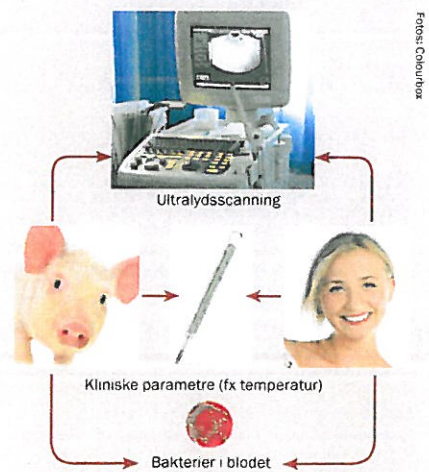 Fotos: Colourbox
Ultralydsscanning
Kliniske parametre (fx temperatur)
Bakterier i blodet